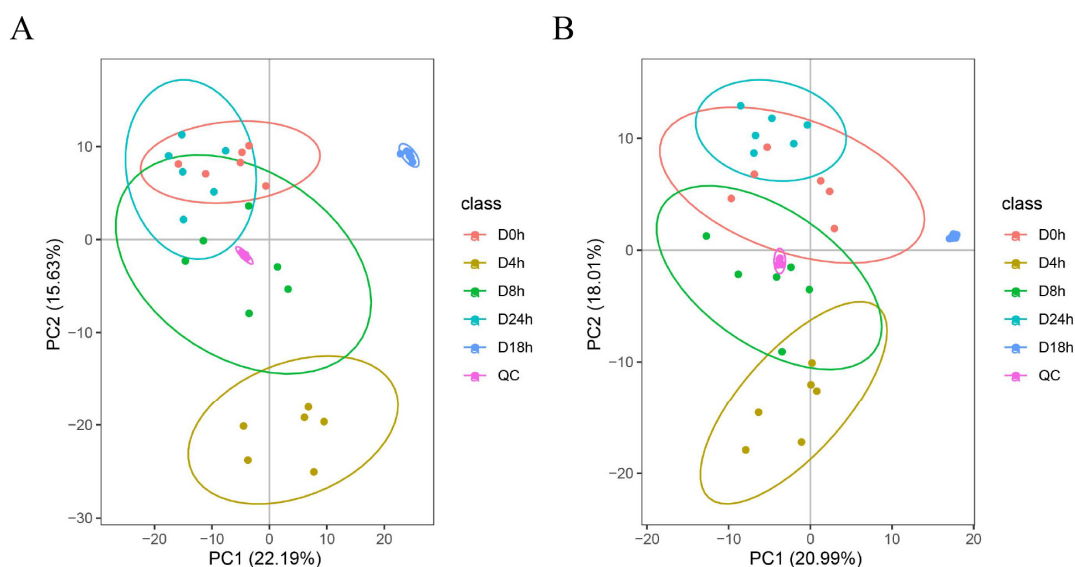 A
B
10
0
−10
−20
−30
−20
−10
0
10
20
PC1 (22.19%)
PC2 (15.63%)
class
D0h
D4h
D8h
D24h
D18h
QC
10
0
−10
−20
−20
−10
0
10
20
PC1 (20.99%)
PC2 (18.01%)
class
D0h
D4h
D8h
D24h
D18h
QC